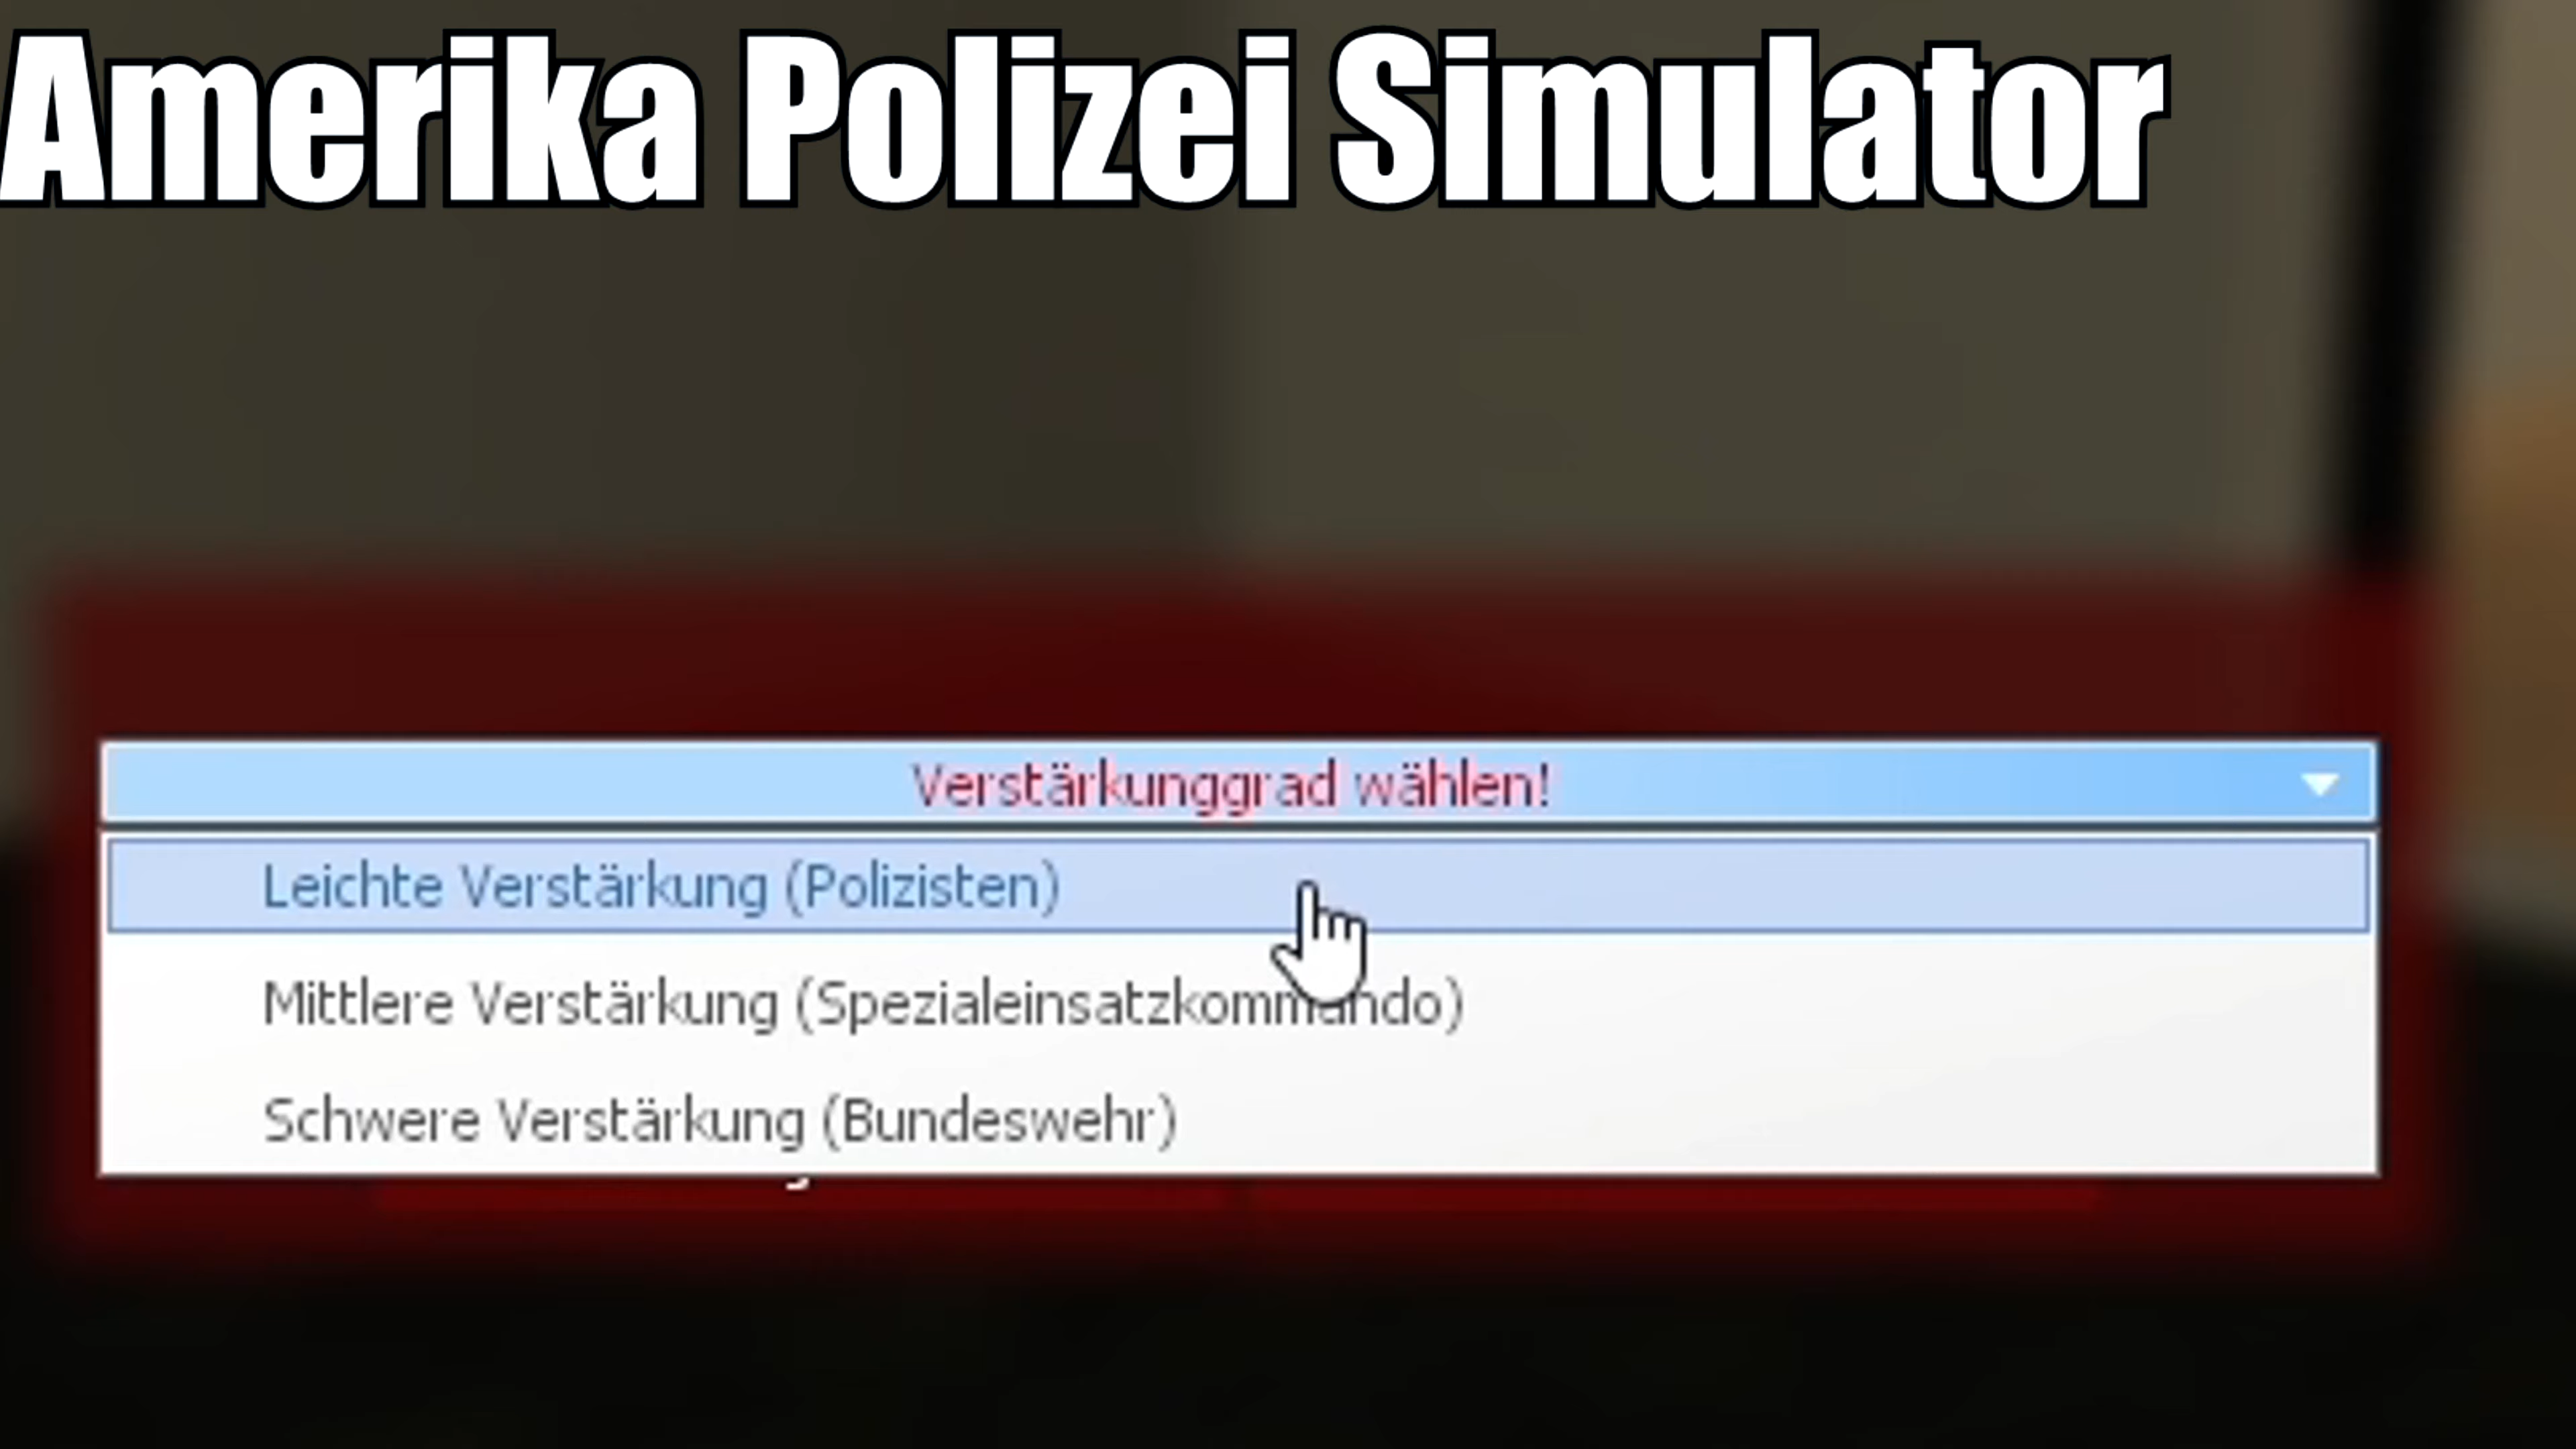 Amerika Polizei Simulator
Verstärkunggrad wählen!
Leichte Verstärkung (Polizisten)
Mittlere Verstärkung (Spezialeinsatzkommando)
Schwere Verstärkung (Bundeswehr)